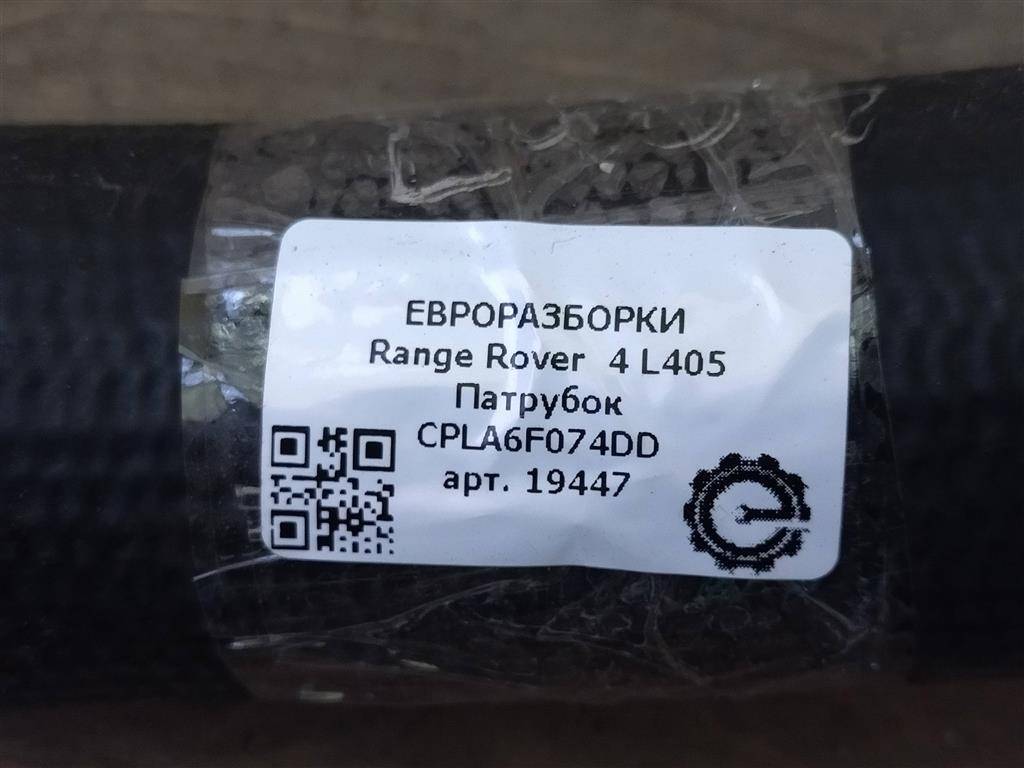 ЕВРОРАЗБОРКИ
Range Rover 4 L405
Патрубок
CPLA6F074DD
арт. 19447